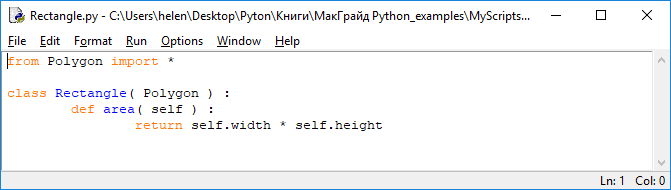 Rectangle.py - C:\Users\helen\Desktop\Pyton\Книги\МакГрайд Python_examples\MyScripts...
File Edit Format Run Options Window Help
from Polygon import *
class Rectangle( Polygon ) :
def area( self ) :
return self.width * self.height
Ln: 1 Col: 0